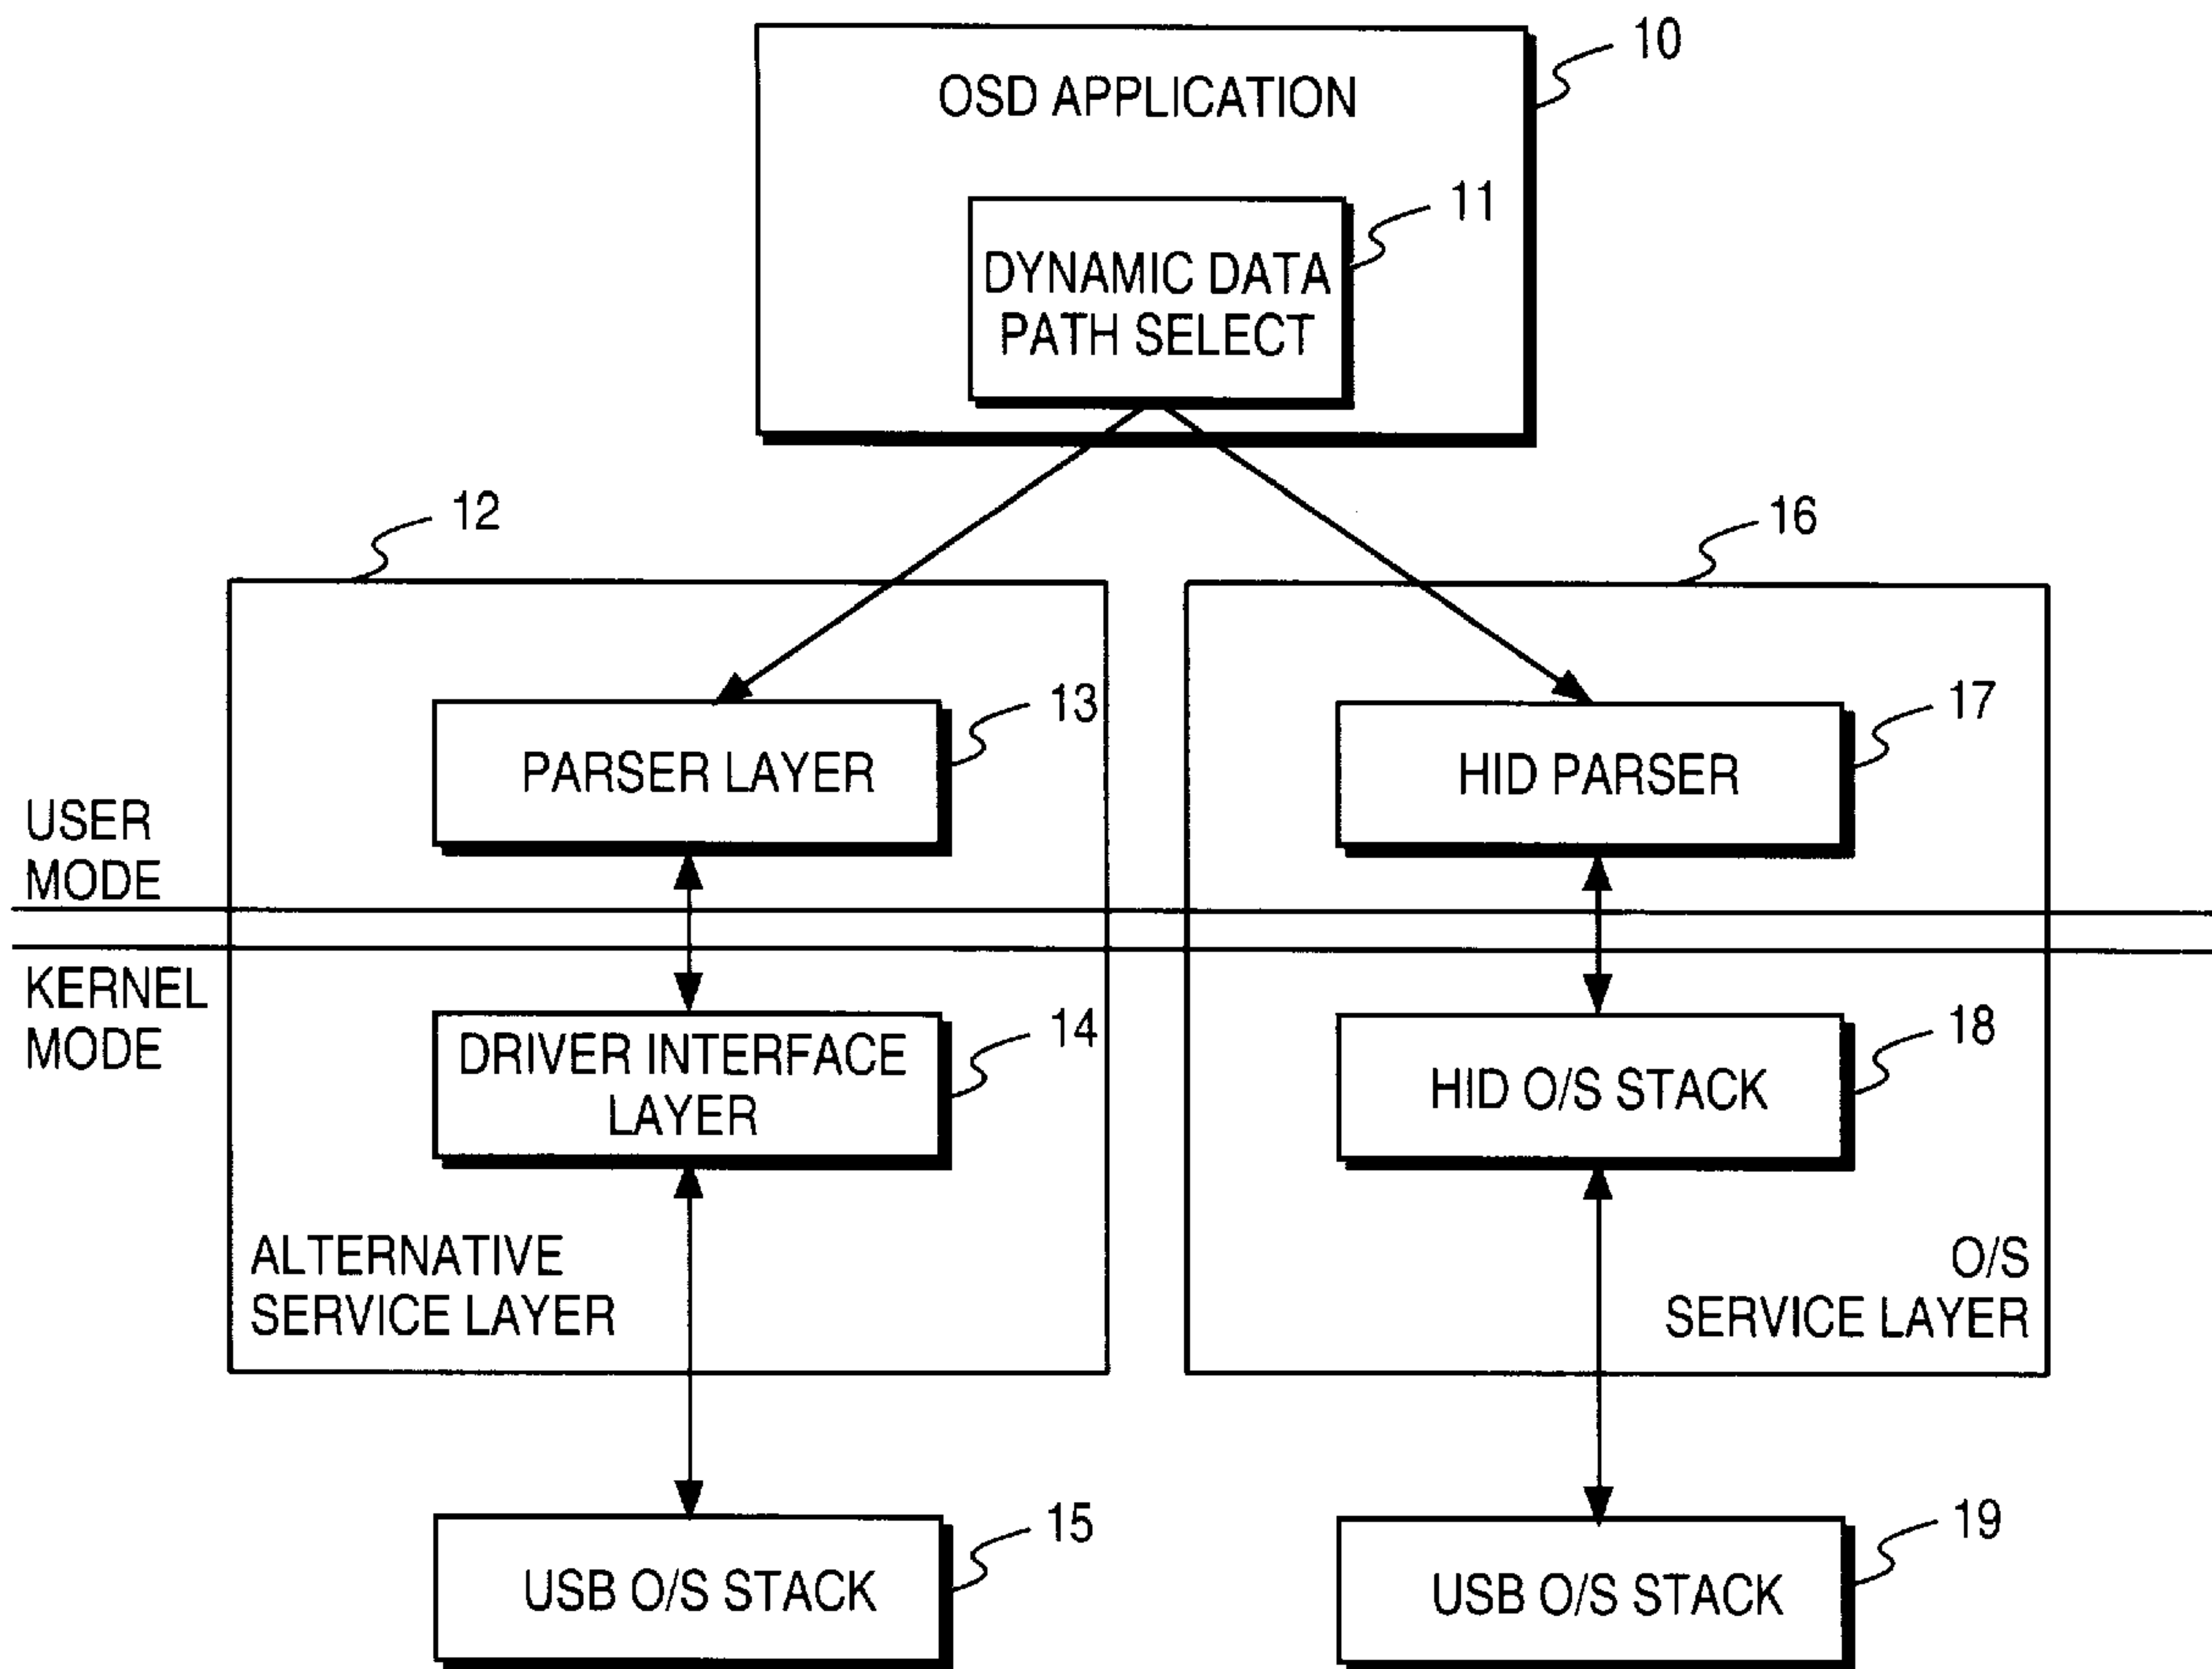 10
OSD APPLICATION
11
DYNAMIC DATA
PATH SELECT
12
16
13
PARSER LAYER
17
HID PARSER
USER
MODE
KERNEL
MODE
14
DRIVER INTERFACE
LAYER
18
HID O/S STACK
ALTERNATIVE
SERVICE LAYER
O/S
SERVICE LAYER
15
USB O/S STACK
19
USB O/S STACK